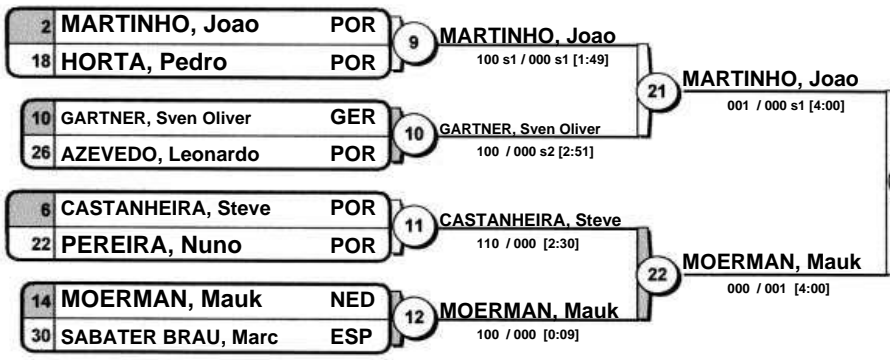 2 MARTINHO, Joao POR
18 HORTA, Pedro POR
9
MARTINHO, Joao
100 s1 / 000 s1 [1:49]
10 GARTNER, Sven Oliver GER
26 AZEVEDO, Leonardo POR
10
GARTNER, Sven Oliver
100 / 000 s2 [2:51]
21
MARTINHO, Joao
001 / 000 s1 [4:00]
6 CASTANHEIRA, Steve POR
22 PEREIRA, Nuno POR
11
CASTANHEIRA, Steve
110 / 000 [2:30]
14 MOERMAN, Mauk NED
30 SABATER BRAU, Marc ESP
12
MOERMAN, Mauk
100 / 000 [0:09]
22
MOERMAN, Mauk
000 / 001 [4:00]